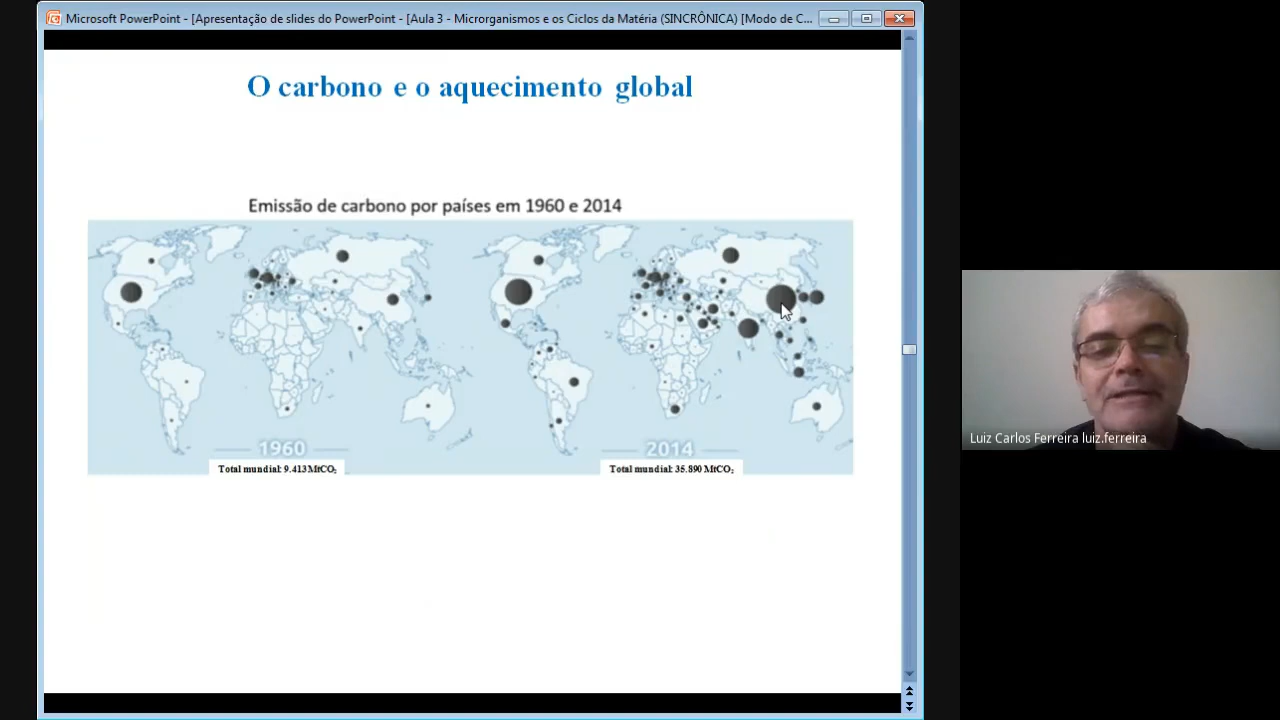 Microsoft PowerPoint - [Apresentação de slides do PowerPoint - [Aula 3 - Microrganismos e os Ciclos da Matéria (SINCRÔNICA) [Modo de C...
O carbono e o aquecimento global
Emissão de carbono por países em 1960 e 2014
1960
2014
Total mundial: 9.413 MtCO₂
Total mundial: 35.890 MtCO₂
Luiz Carlos Ferreira luiz.ferreira